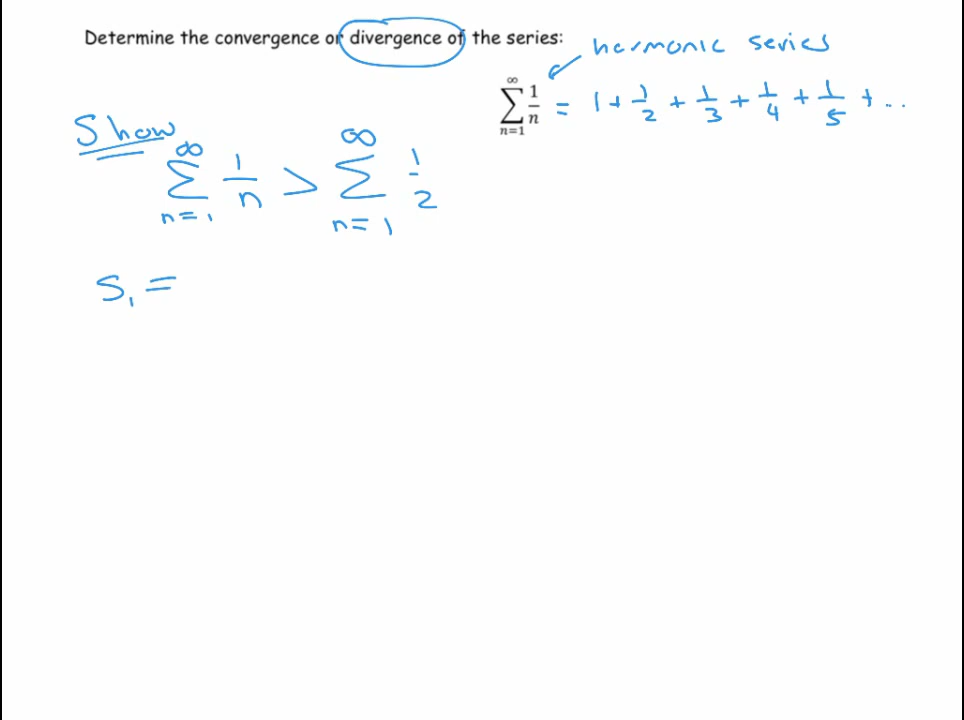 Determine the convergence or divergence of the series:
harmonic series
∞
∑ 1/n = 1 + 1/2 + 1/3 + 1/4 + 1/5 + ..
n=1
Show
∞ ∞
∑ 1/n > ∑ 1/2
n=1 n=1
S₁ =